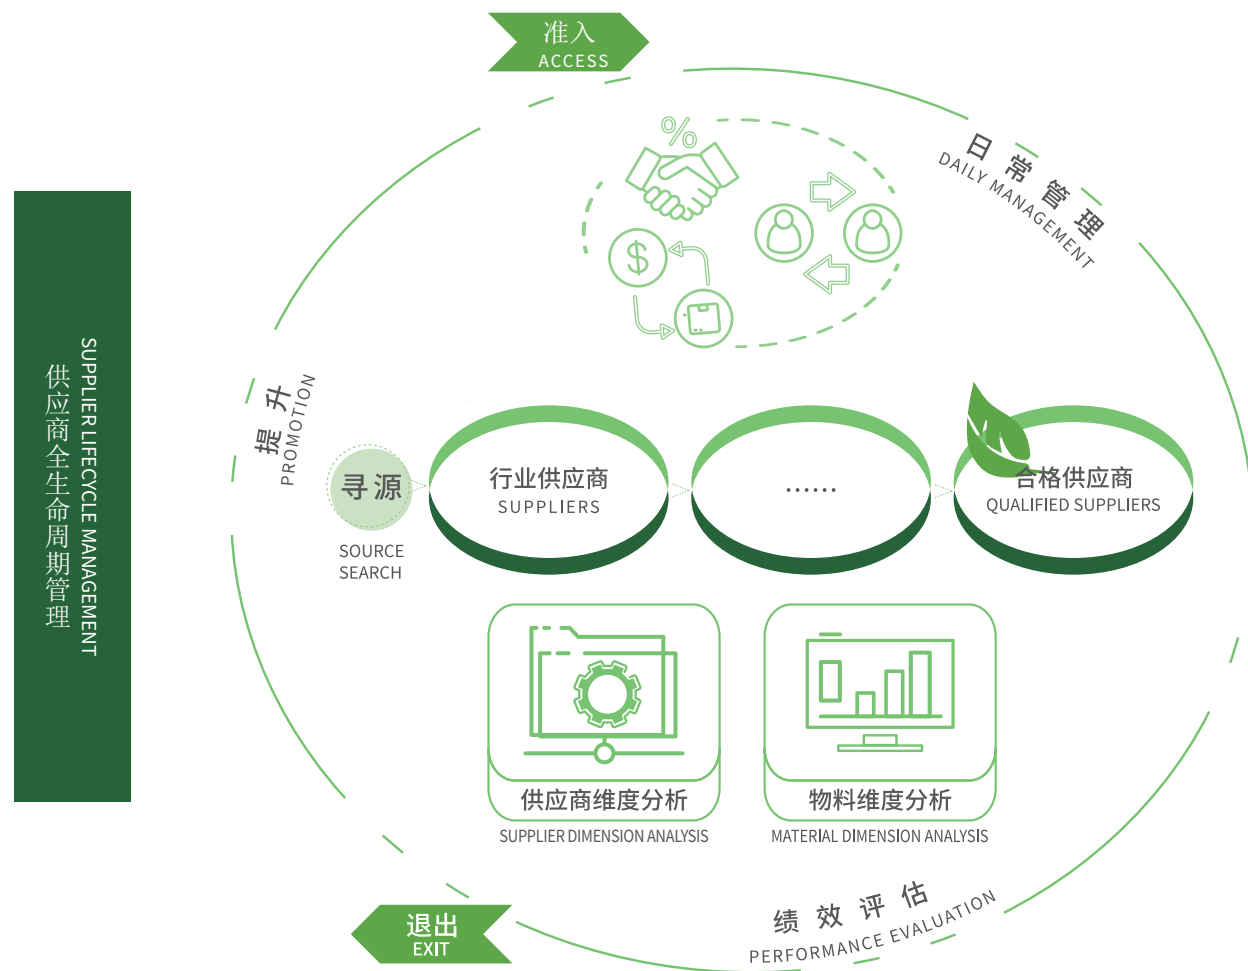 准入
ACCESS
日常管理
DAILY MANAGEMENT
%
$
供应商全生命周期管理
SUPPLIER LIFECYCLE MANAGEMENT
提升
PROMOTION
寻源
SOURCE
SEARCH
行业供应商
SUPPLIERS
······
合格供应商
QUALIFIED SUPPLIERS
供应商维度分析
SUPPLIER DIMENSION ANALYSIS
物料维度分析
MATERIAL DIMENSION ANALYSIS
绩效评估
PERFORMANCE EVALUATION
退出
EXIT